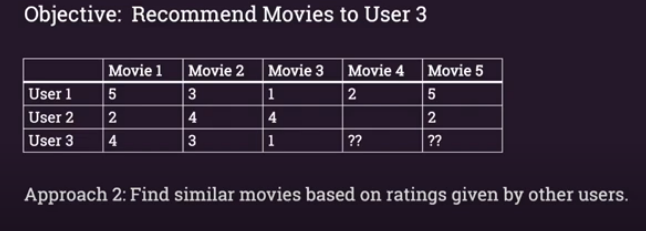 Objective: Recommend Movies to User 3
Movie 1 Movie 2 Movie 3 Movie 4 Movie 5
User 1 5 3 1 2 5
User 2 2 4 4 2
User 3 4 3 1 ?? ??
Approach 2: Find similar movies based on ratings given by other users.